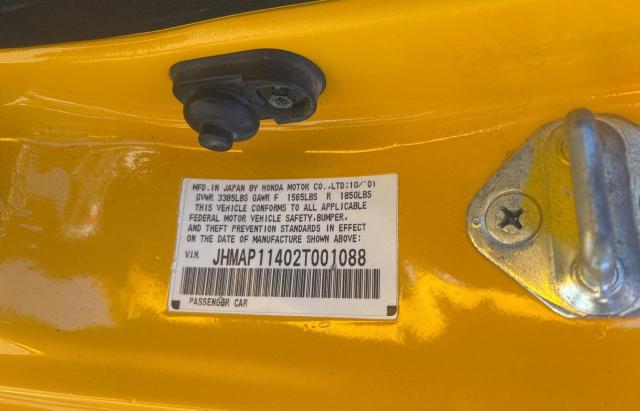 MFD. IN JAPAN BY HONDA MOTOR CO.,LTD:10/'01
GVWR 3385LBS GAWR F 1565LBS R 1850LBS
THIS VEHICLE CONFORMS TO ALL APPLICABLE
FEDERAL MOTOR VEHICLE SAFETY,BUMPER,
AND THEFT PREVENTION STANDARDS IN EFFECT
ON THE DATE OF MANUFACTURE SHOWN ABOVE:
V.I.N. JHMAP11402T001088
PASSENGER CAR